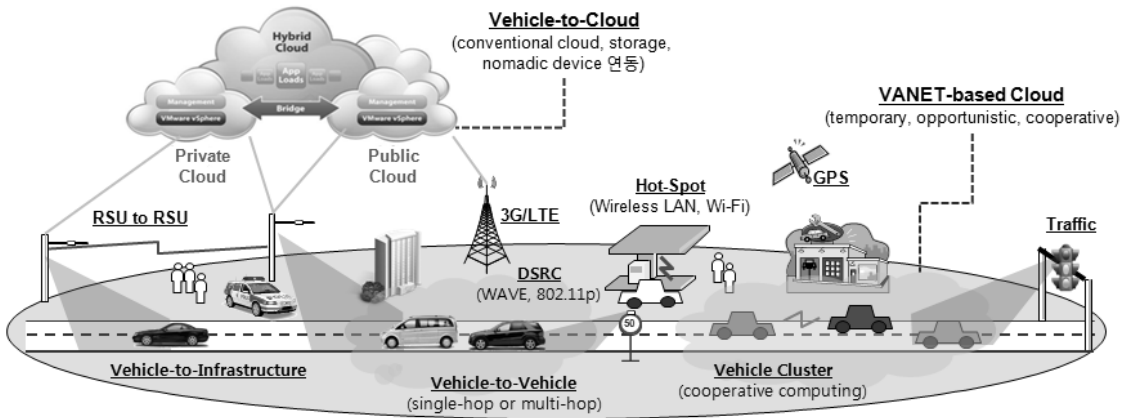 Hybrid
Cloud
App
Loads
Management
VMware vSphere
Bridge
Management
VMware vSphere
Private
Cloud
Public
Cloud
Vehicle-to-Cloud
(conventional cloud, storage,
nomadic device 연동)
VANET-based Cloud
(temporary, opportunistic, cooperative)
GPS
Hot-Spot
(Wireless LAN, Wi-Fi)
RSU to RSU
3G/LTE
Traffic
DSRC
(WAVE, 802.11p)
50
Vehicle-to-Infrastructure
Vehicle-to-Vehicle
(single-hop or multi-hop)
Vehicle Cluster
(cooperative computing)